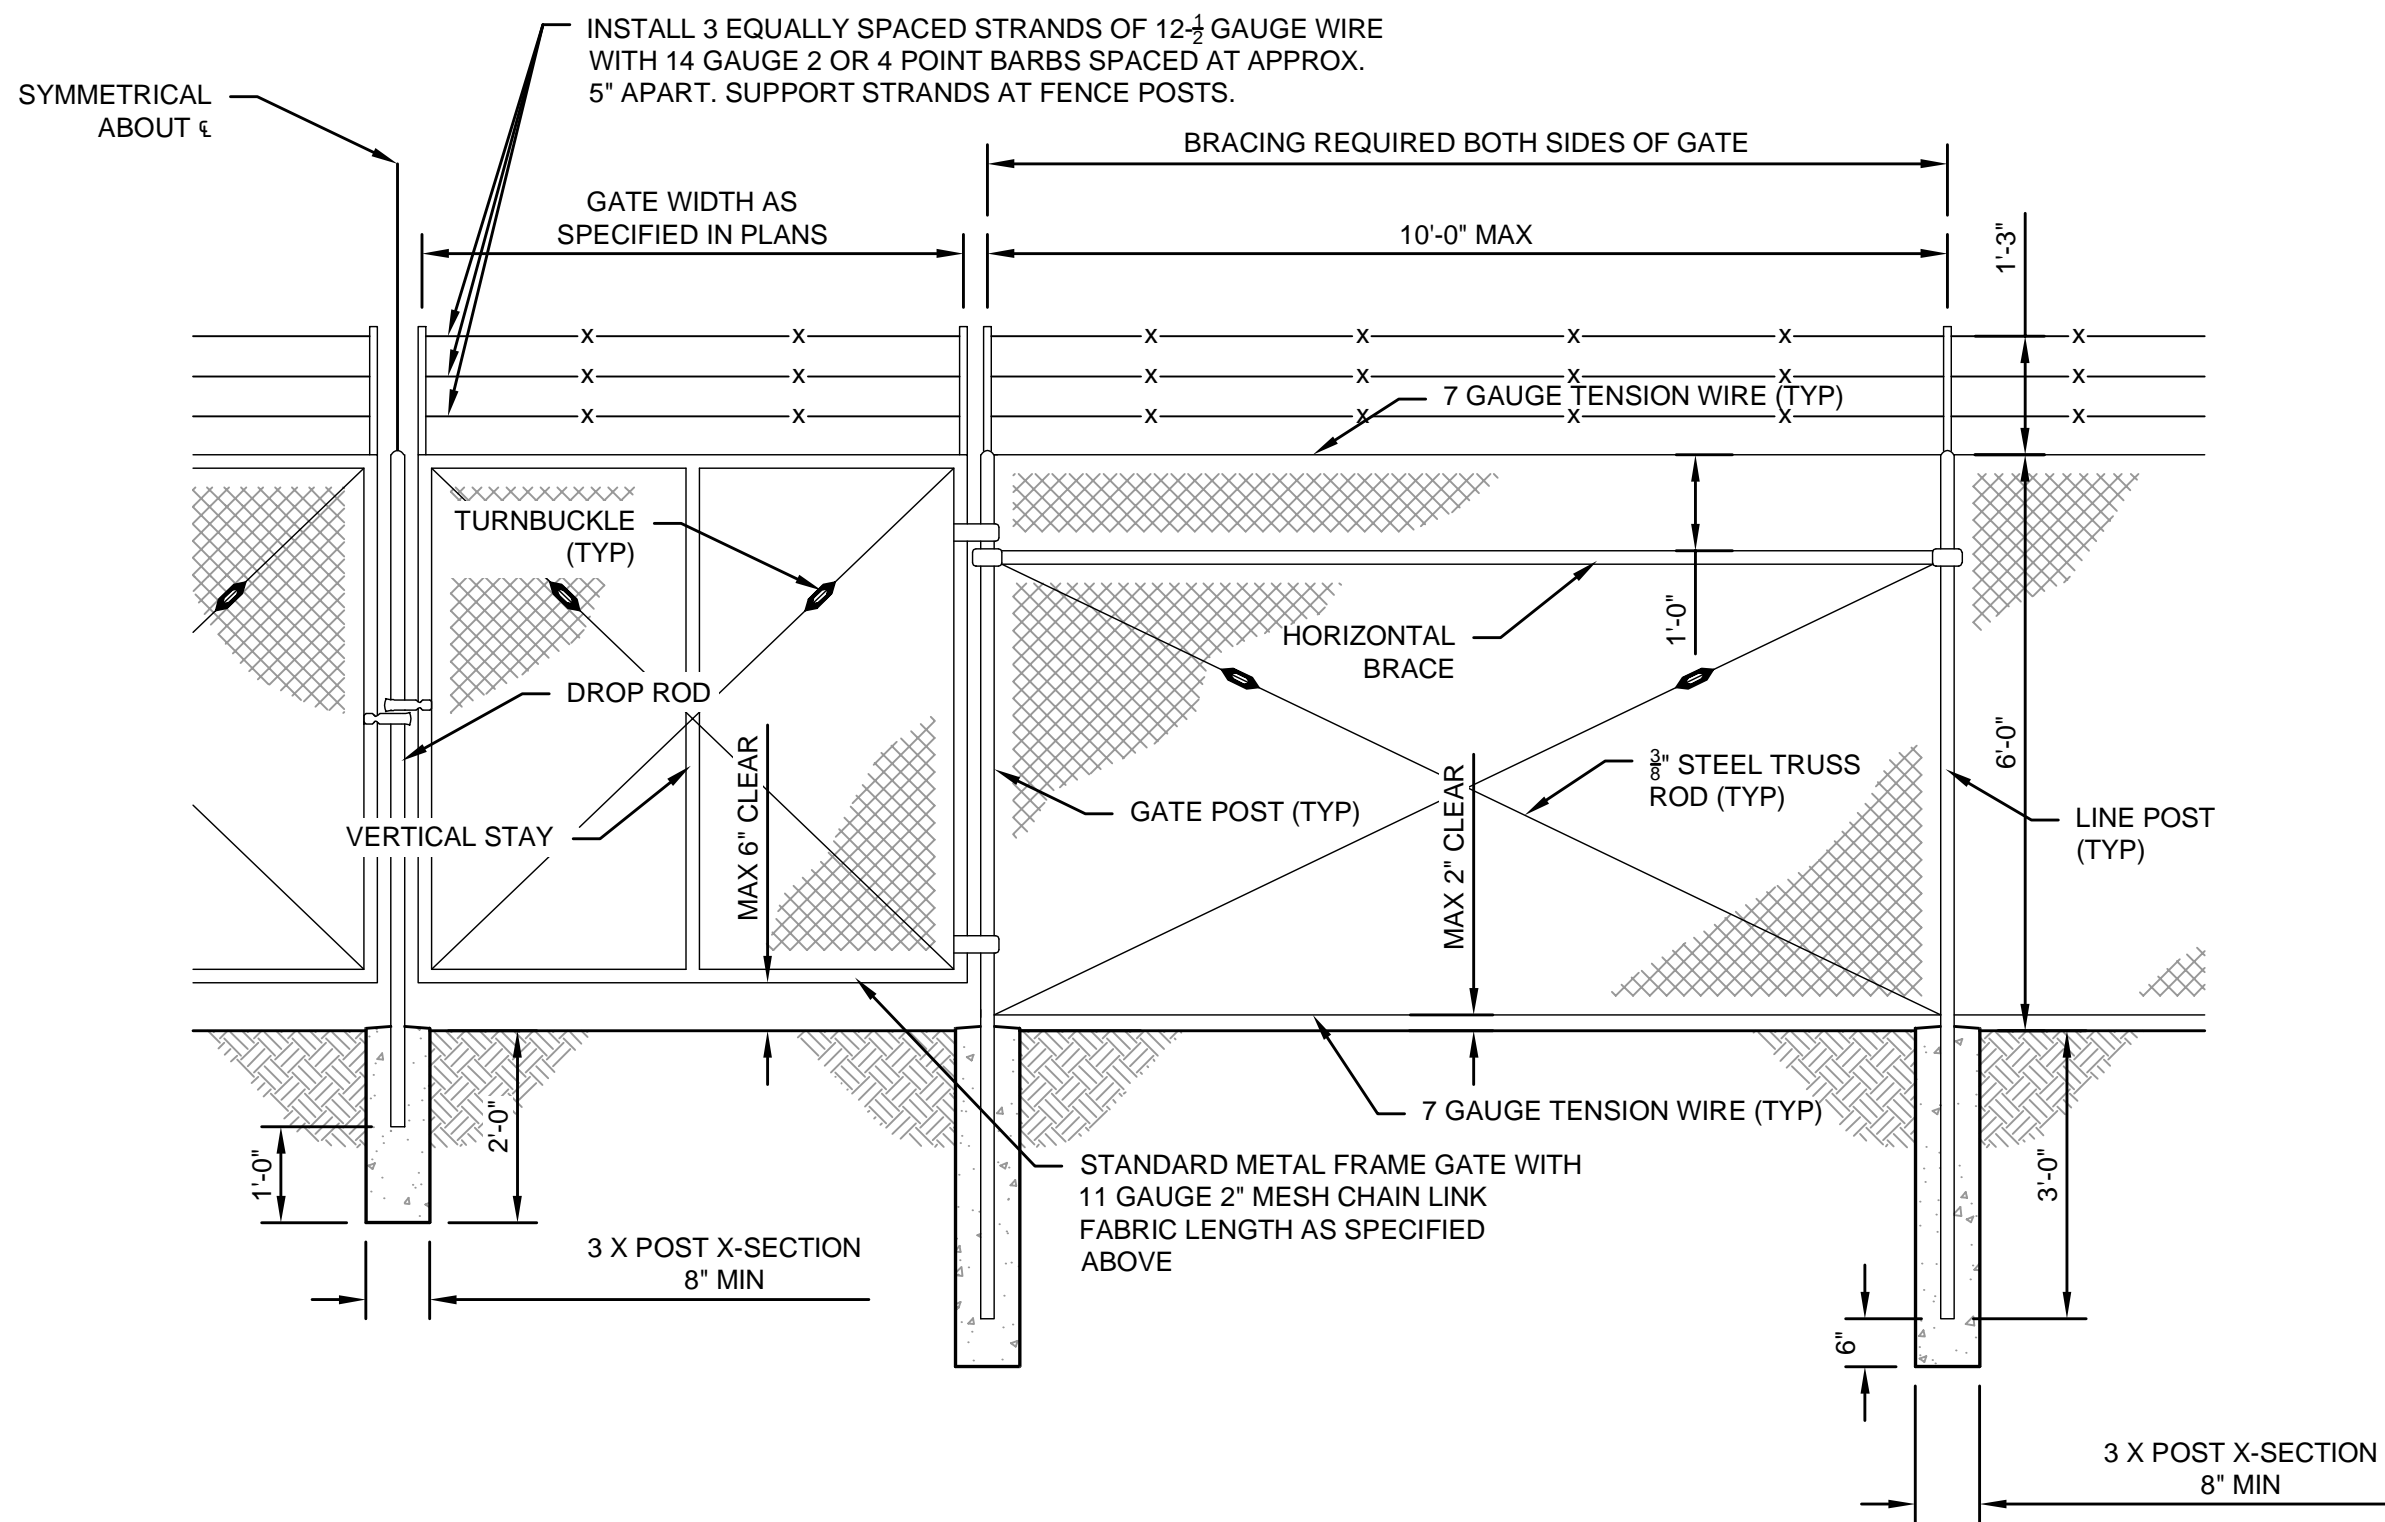 INSTALL 3 EQUALLY SPACED STRANDS OF 12-½ GAUGE WIRE
WITH 14 GAUGE 2 OR 4 POINT BARBS SPACED AT APPROX.
5" APART. SUPPORT STRANDS AT FENCE POSTS.
SYMMETRICAL
ABOUT ℄
BRACING REQUIRED BOTH SIDES OF GATE
GATE WIDTH AS
SPECIFIED IN PLANS
10'-0" MAX
1'-3"
x x x x x x x
x x x x x x x
7 GAUGE TENSION WIRE (TYP)
x x x x x x x
TURNBUCKLE
(TYP)
1'-0"
HORIZONTAL
BRACE
DROP ROD
6'-0"
MAX 6" CLEAR
MAX 2" CLEAR
⅜" STEEL TRUSS
ROD (TYP)
GATE POST (TYP)
LINE POST
(TYP)
VERTICAL STAY
2'-0"
7 GAUGE TENSION WIRE (TYP)
1'-0"
3'-0"
STANDARD METAL FRAME GATE WITH
11 GAUGE 2" MESH CHAIN LINK
FABRIC LENGTH AS SPECIFIED
ABOVE
3 X POST X-SECTION
8" MIN
6"
3 X POST X-SECTION
8" MIN